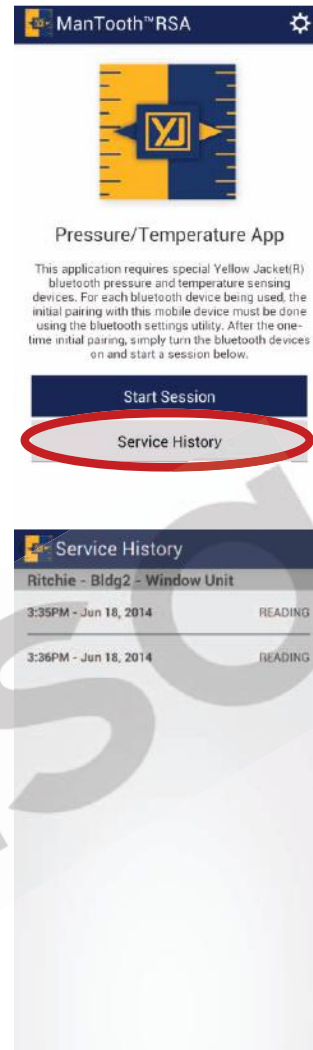 ManTooth™RSA
YJ
Pressure/Temperature App
This application requires special Yellow Jacket(R)
bluetooth pressure and temperature sensing
devices. For each bluetooth device being used, the
initial pairing with this mobile device must be done
using the bluetooth settings utility. After the one-
time initial pairing, simply turn the bluetooth devices
on and start a session below.
Start Session
Service History
Service History
Ritchie - Bldg2 - Window Unit
3:35PM - Jun 18, 2014 READING
3:36PM - Jun 18, 2014 READING